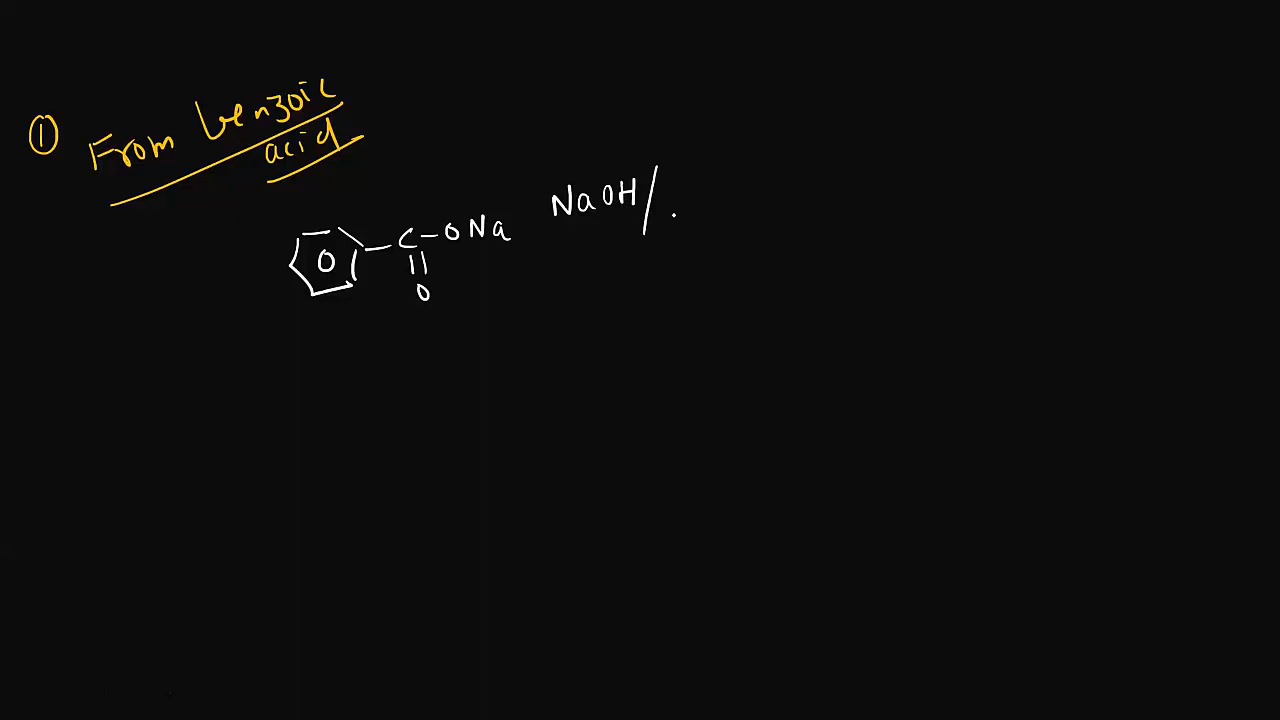 ① From benzoic
acid
C-ONa NaOH/
O
O